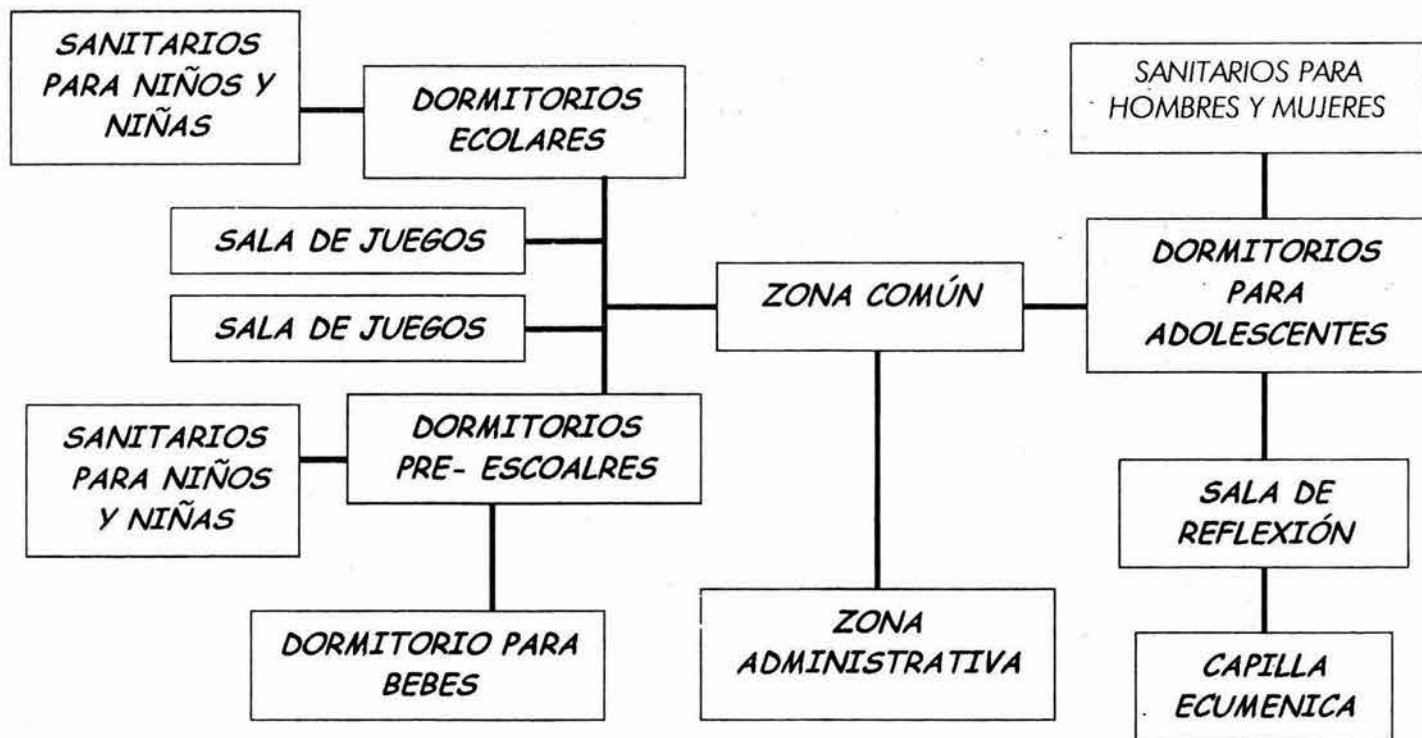 SANITARIOS
PARA NIÑOS Y
NIÑAS
DORMITORIOS
ECOLARES
SANITARIOS PARA
HOMBRES Y MUJERES
SALA DE JUEGOS
SALA DE JUEGOS
ZONA COMÚN
DORMITORIOS
PARA
ADOLESCENTES
SANITARIOS
PARA NIÑOS
Y NIÑAS
DORMITORIOS
PRE- ESCOALRES
SALA DE
REFLEXIÓN
DORMITORIO PARA
BEBES
ZONA
ADMINISTRATIVA
CAPILLA
ECUMENICA